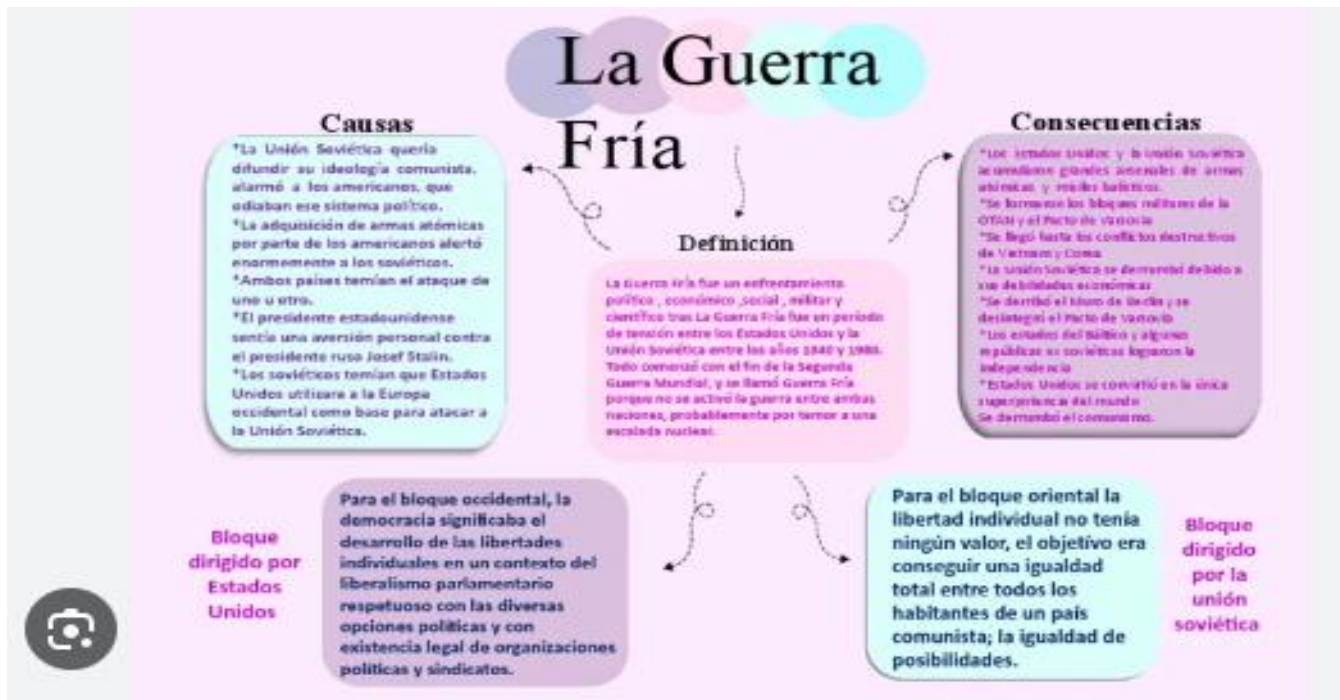 La Guerra
Fría
Causas
*La Unión Soviética quería
difundir su ideología comunista,
alarmó a los americanos, que
odiaban ese sistema político.
*La adquisición de armas atómicas
por parte de los americanos alertó
enormemente a los soviéticos.
*Ambos países temían el ataque de
uno u otro.
*El presidente estadounidense
sentía una aversión personal contra
el presidente ruso Josef Stalin.
*Los soviéticos temían que Estados
Unidos utilizara a la Europa
occidental como base para atacar a
la Unión Soviética.
Definición
La Guerra Fría fue un enfrentamiento
político , económico ,social , militar y
científico tras La Guerra Fría fue un período
de tensión entre los Estados Unidos y la
Unión Soviética entre los años
Todo comenzó con el fin de la Segunda
Guerra Mundial, y se llamó Guerra Fría
porque no se activó la guerra entre ambas
naciones, probablemente por temor a una
escalada nuclear.
Consecuencias
*Los Estados Unidos y la Unión Soviética
acumularon grandes arsenales de armas
atómicas y misiles balísticos.
*Se formaron los bloques militares de la
OTAN y el Pacto de Varsovia
*Se llegó hasta los conflictos destructivos
de Vietnam y Corea
*La Unión Soviética se derrumbó debido a
sus debilidades económicas
*Se derribó el Muro de Berlín y se
desintegró el Pacto de Varsovia
*Los estados del Báltico y algunas
repúblicas ex soviéticas lograron la
independencia
*Estados Unidos se convirtió en la única
superpotencia del mundo
Se derrumbó el comunismo.
Bloque
dirigido por
Estados
Unidos
Para el bloque occidental, la
democracia significaba el
desarrollo de las libertades
individuales en un contexto del
liberalismo parlamentario
respetuoso con las diversas
opciones políticas y con
existencia legal de organizaciones
políticas y sindicatos.
Para el bloque oriental la
libertad individual no tenía
ningún valor, el objetívo era
conseguir una igualdad
total entre todos los
habitantes de un país
comunista; la igualdad de
posibilidades.
Bloque
dirigido
por la
unión
soviética